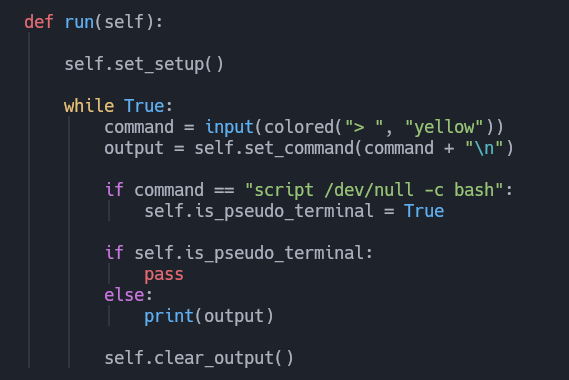 def run(self):
self.set_setup()
while True:
command = input(colored("> ", "yellow"))
output = self.set_command(command + "\n")
if command == "script /dev/null -c bash":
self.is_pseudo_terminal = True
if self.is_pseudo_terminal:
pass
else:
print(output)
self.clear_output()